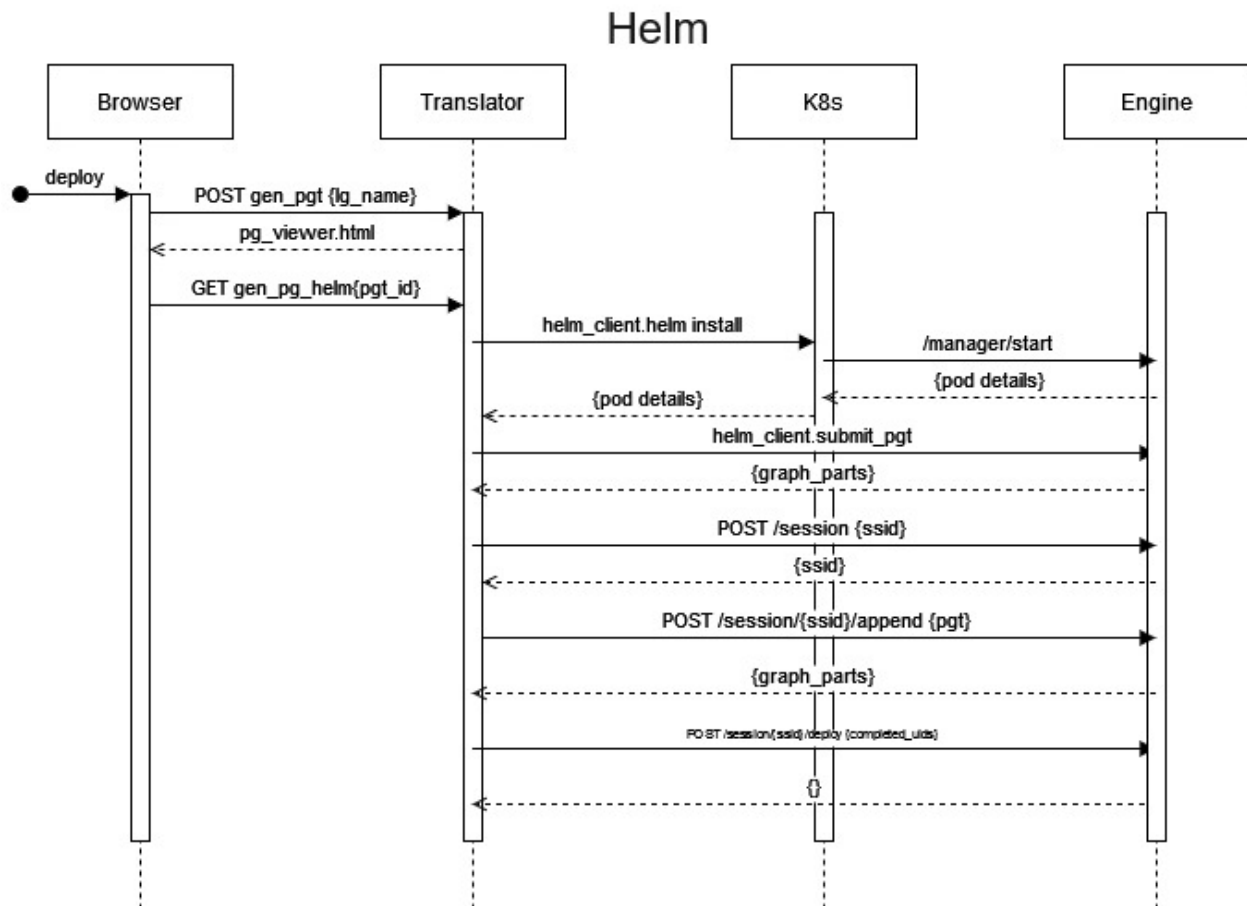 Helm
Browser
Translator
K8s
Engine
deploy
POST gen_pgt {lg_name}
pg_viewer.html
GET gen_pg_helm{pgt_id}
helm_client.helm install
/manager/start
{pod details}
{pod details}
helm_client.submit_pgt
{graph_parts}
POST /session {ssid}
{ssid}
POST /session/{ssid}/append {pgt}
{graph_parts}
POST /session/{ssid}/deploy {completed_uids}
{}